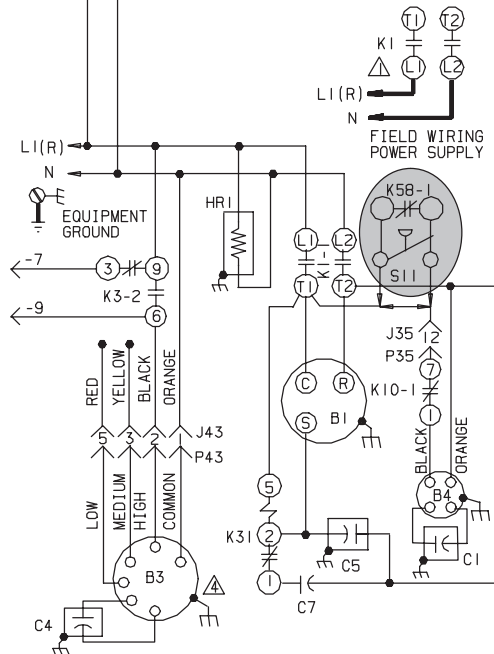 T1 T2
K1
1
L1 L2
L1(R)
N
FIELD WIRING
POWER SUPPLY
L1(R)
N
EQUIPMENT
GROUND
HR1
K58-1
S11
L1 L2
K1-1
T1 T2
-7
3 9
K3-2
-9
6
J35
12
P35
7
K10-1
1
RED
YELLOW
BLACK
ORANGE
C R
S
B1
BLACK
ORANGE
J43
5 3 2 1
P43
LOW
MEDIUM
HIGH
COMMON
5
K31
2
1
C5
C7
B4
C1
B3
4
C4